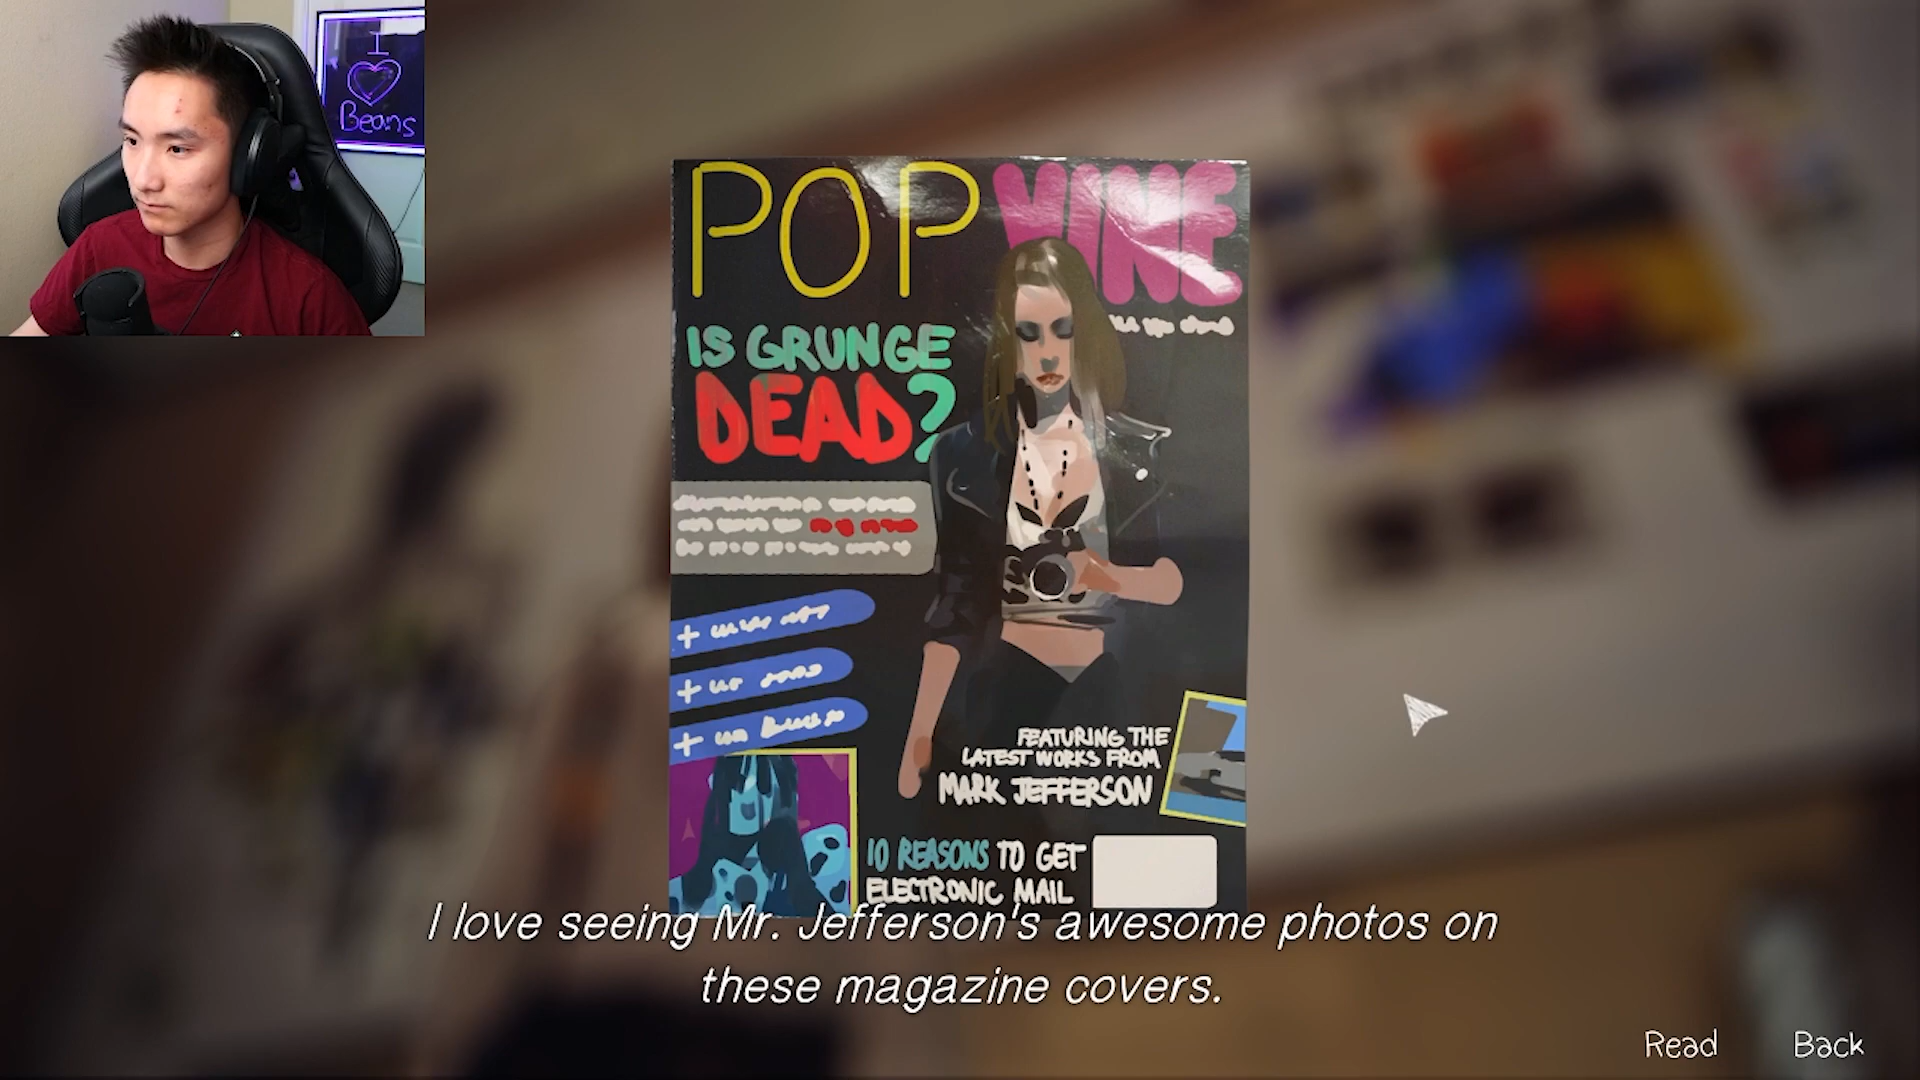 I
Beans
POP VINE
IS GRUNGE
DEAD?
FEATURING THE
LATEST WORKS FROM
MARK JEFFERSON
10 REASONS TO GET
ELECTRONIC MAIL
I love seeing Mr. Jefferson's awesome photos on
these magazine covers.
Read Back